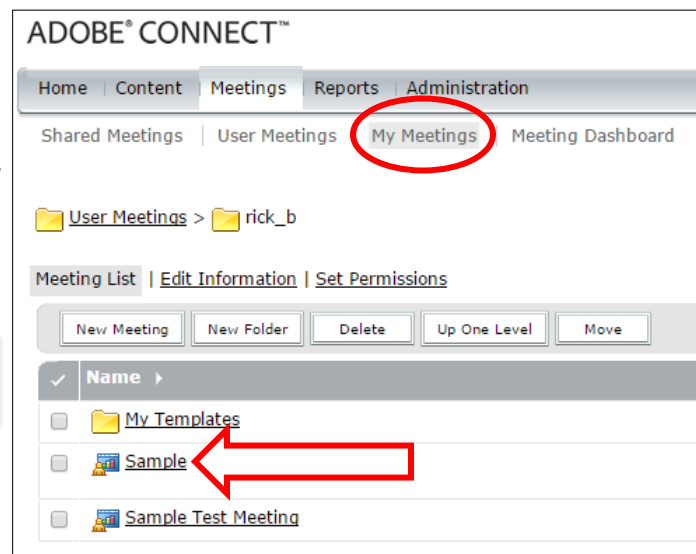 ADOBE® CONNECT™
Home | Content | Meetings | Reports | Administration
Shared Meetings | User Meetings | My Meetings | Meeting Dashboard
User Meetings > rick_b
Meeting List | Edit Information | Set Permissions
New Meeting New Folder Delete Up One Level Move
Name
My Templates
Sample
Sample Test Meeting